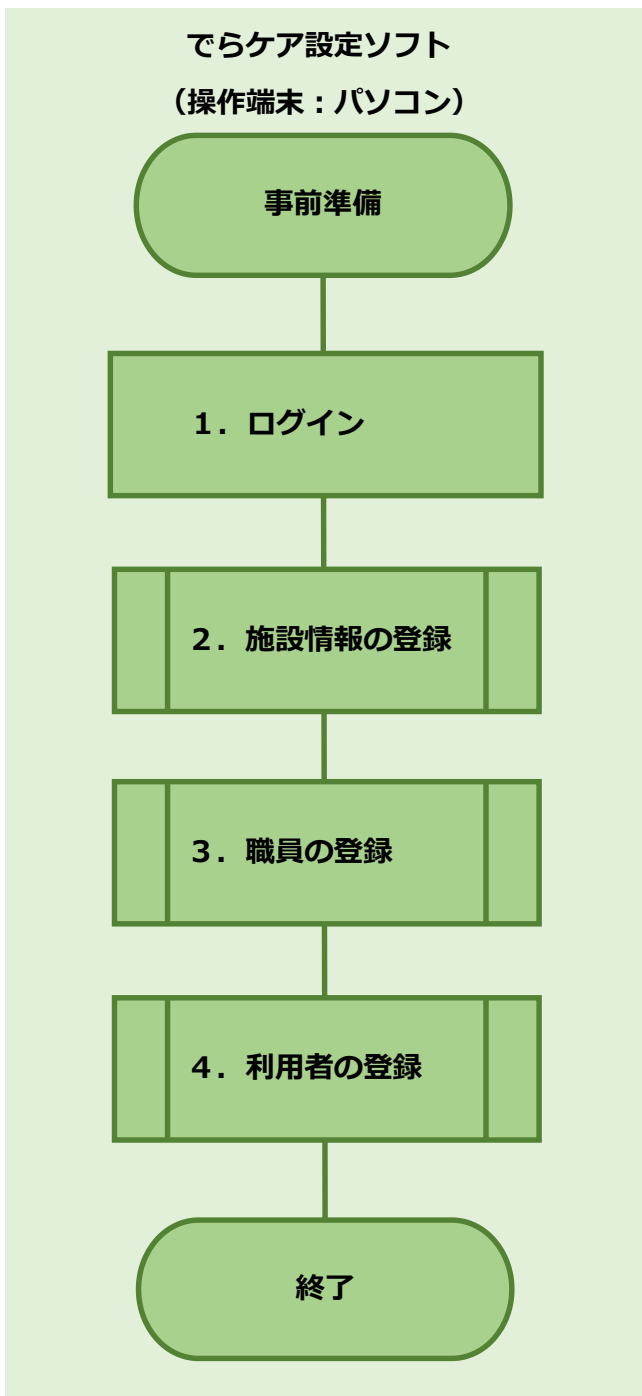 でらケア設定ソフト
（操作端末：パソコン）
事前準備
１．ログイン
２．施設情報の登録
３．職員の登録
４．利用者の登録
終了